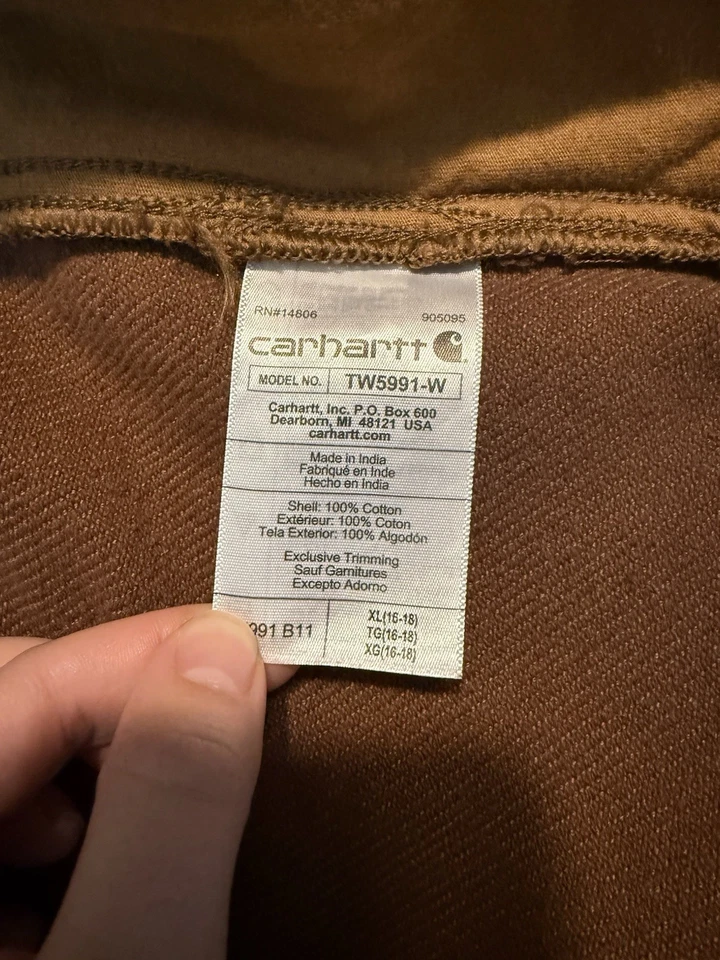 RN#14806 905095
carhartt
MODEL NO. TW5991-W
Carhartt, Inc. P.O. Box 600
Dearborn, MI 48121 USA
carhartt.com
Made in India
Fabriqué en Inde
Hecho en India
Shell: 100% Cotton
Extérieur: 100% Coton
Tela Exterior: 100% Algodón
Exclusive Trimming
Sauf Garnitures
Excepto Adorno
991 B11
XL(16-18)
TG(16-18)
XG(16-18)